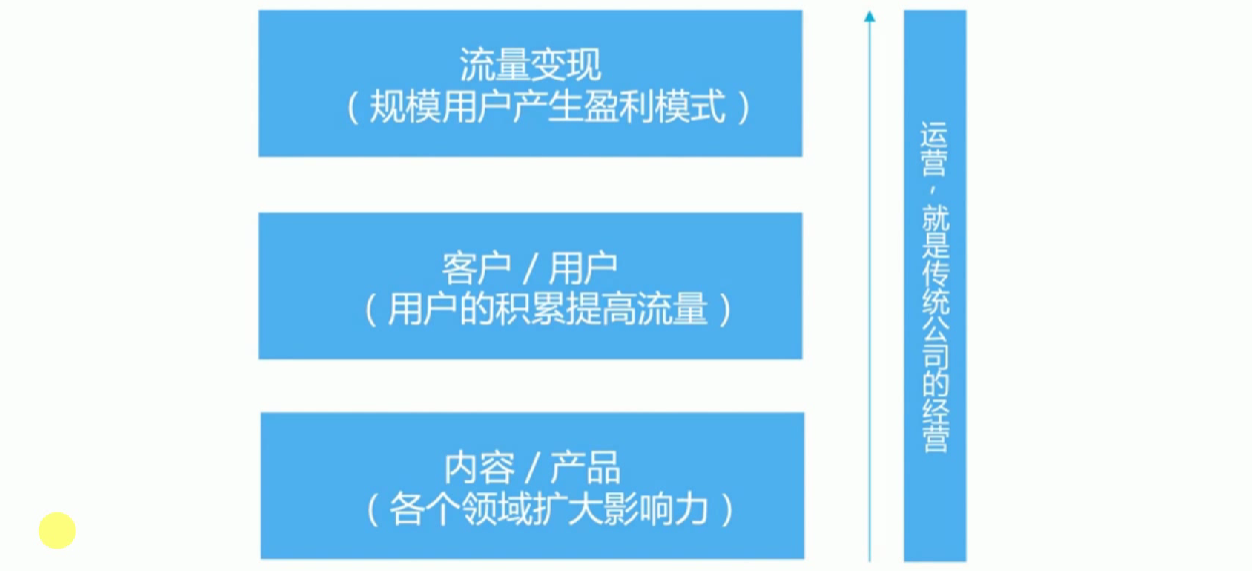 流量变现
（规模用户产生盈利模式）
客户/用户
（用户的积累提高流量）
内容/产品
（各个领域扩大影响力）
运营，就是传统公司的经营